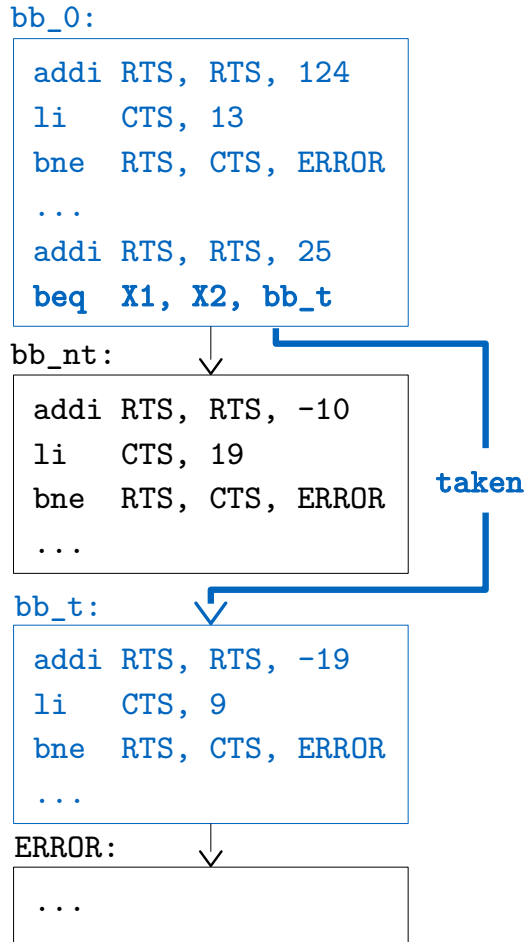 bb_0:
addi RTS, RTS, 124
li CTS, 13
bne RTS, CTS, ERROR
...
addi RTS, RTS, 25
beq X1, X2, bb_t
bb_nt:
addi RTS, RTS, -10
li CTS, 19
bne RTS, CTS, ERROR
...
taken
bb_t:
addi RTS, RTS, -19
li CTS, 9
bne RTS, CTS, ERROR
...
ERROR:
...